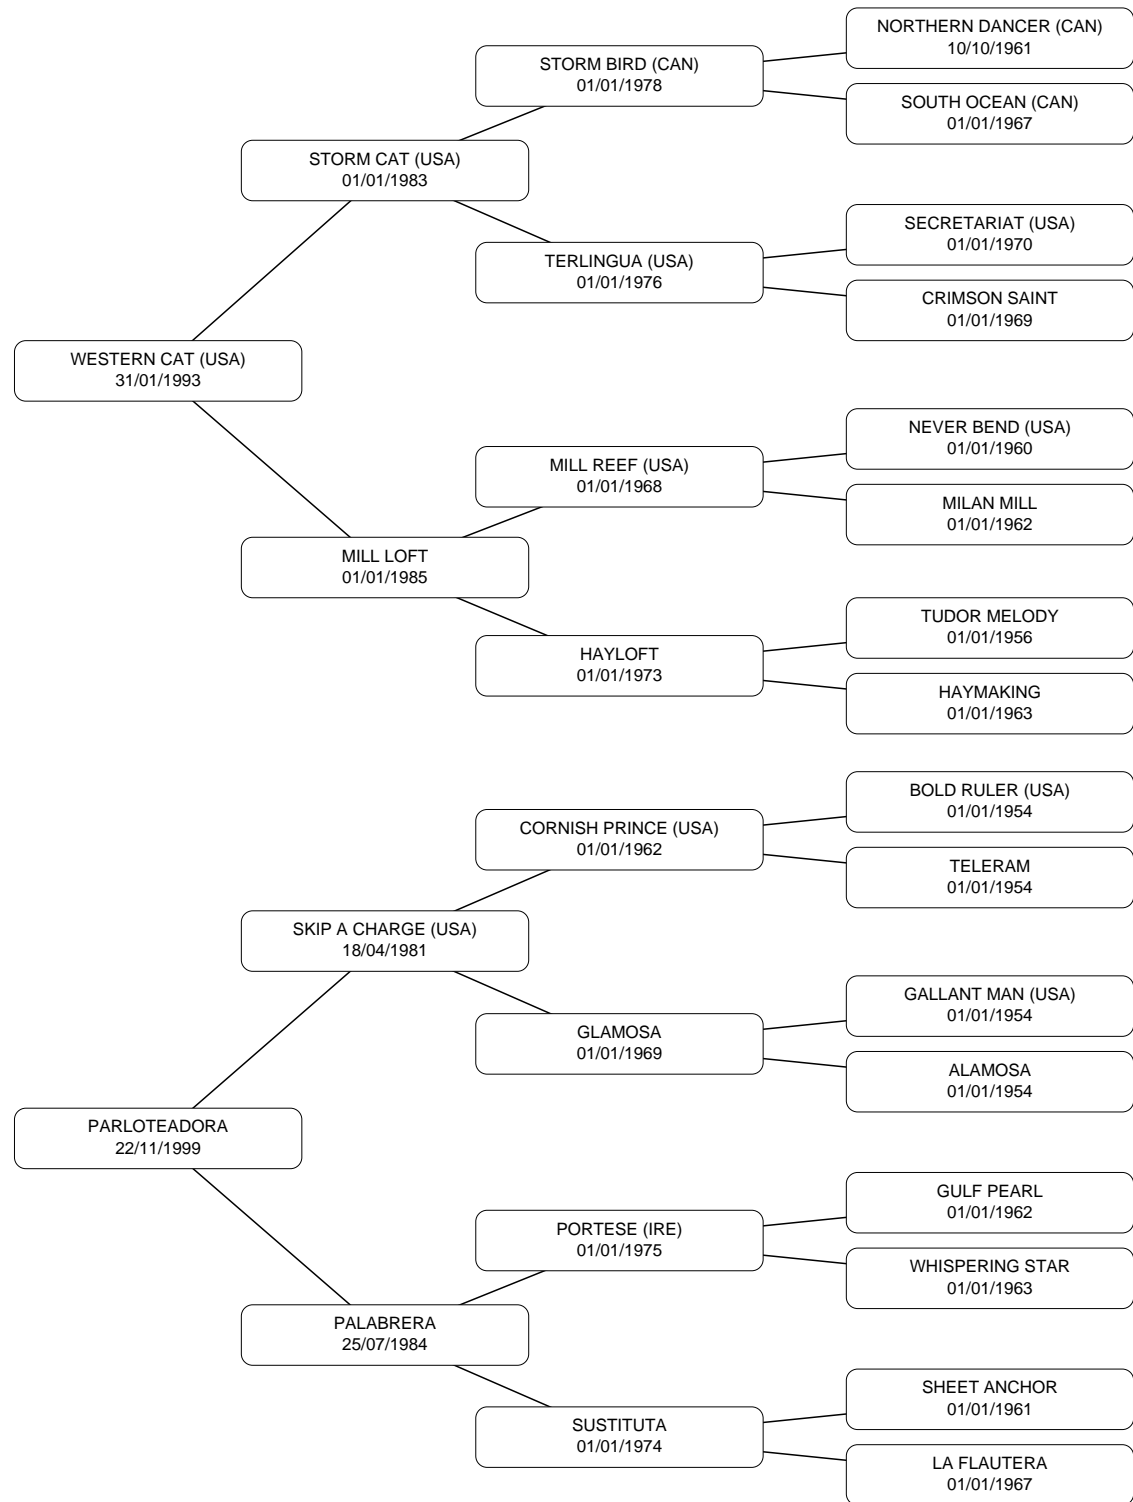 NORTHERN DANCER (CAN)
10/10/1961
STORM BIRD (CAN)
01/01/1978
SOUTH OCEAN (CAN)
01/01/1967
STORM CAT (USA)
01/01/1983
SECRETARIAT (USA)
01/01/1970
TERLINGUA (USA)
01/01/1976
CRIMSON SAINT
01/01/1969
WESTERN CAT (USA)
31/01/1993
NEVER BEND (USA)
01/01/1960
MILL REEF (USA)
01/01/1968
MILAN MILL
01/01/1962
MILL LOFT
01/01/1985
TUDOR MELODY
01/01/1956
HAYLOFT
01/01/1973
HAYMAKING
01/01/1963
BOLD RULER (USA)
01/01/1954
CORNISH PRINCE (USA)
01/01/1962
TELERAM
01/01/1954
SKIP A CHARGE (USA)
18/04/1981
GALLANT MAN (USA)
01/01/1954
GLAMOSA
01/01/1969
ALAMOSA
01/01/1954
PARLOTEADORA
22/11/1999
GULF PEARL
01/01/1962
PORTESE (IRE)
01/01/1975
WHISPERING STAR
01/01/1963
PALABRERA
25/07/1984
SHEET ANCHOR
01/01/1961
SUSTITUTA
01/01/1974
LA FLAUTERA
01/01/1967